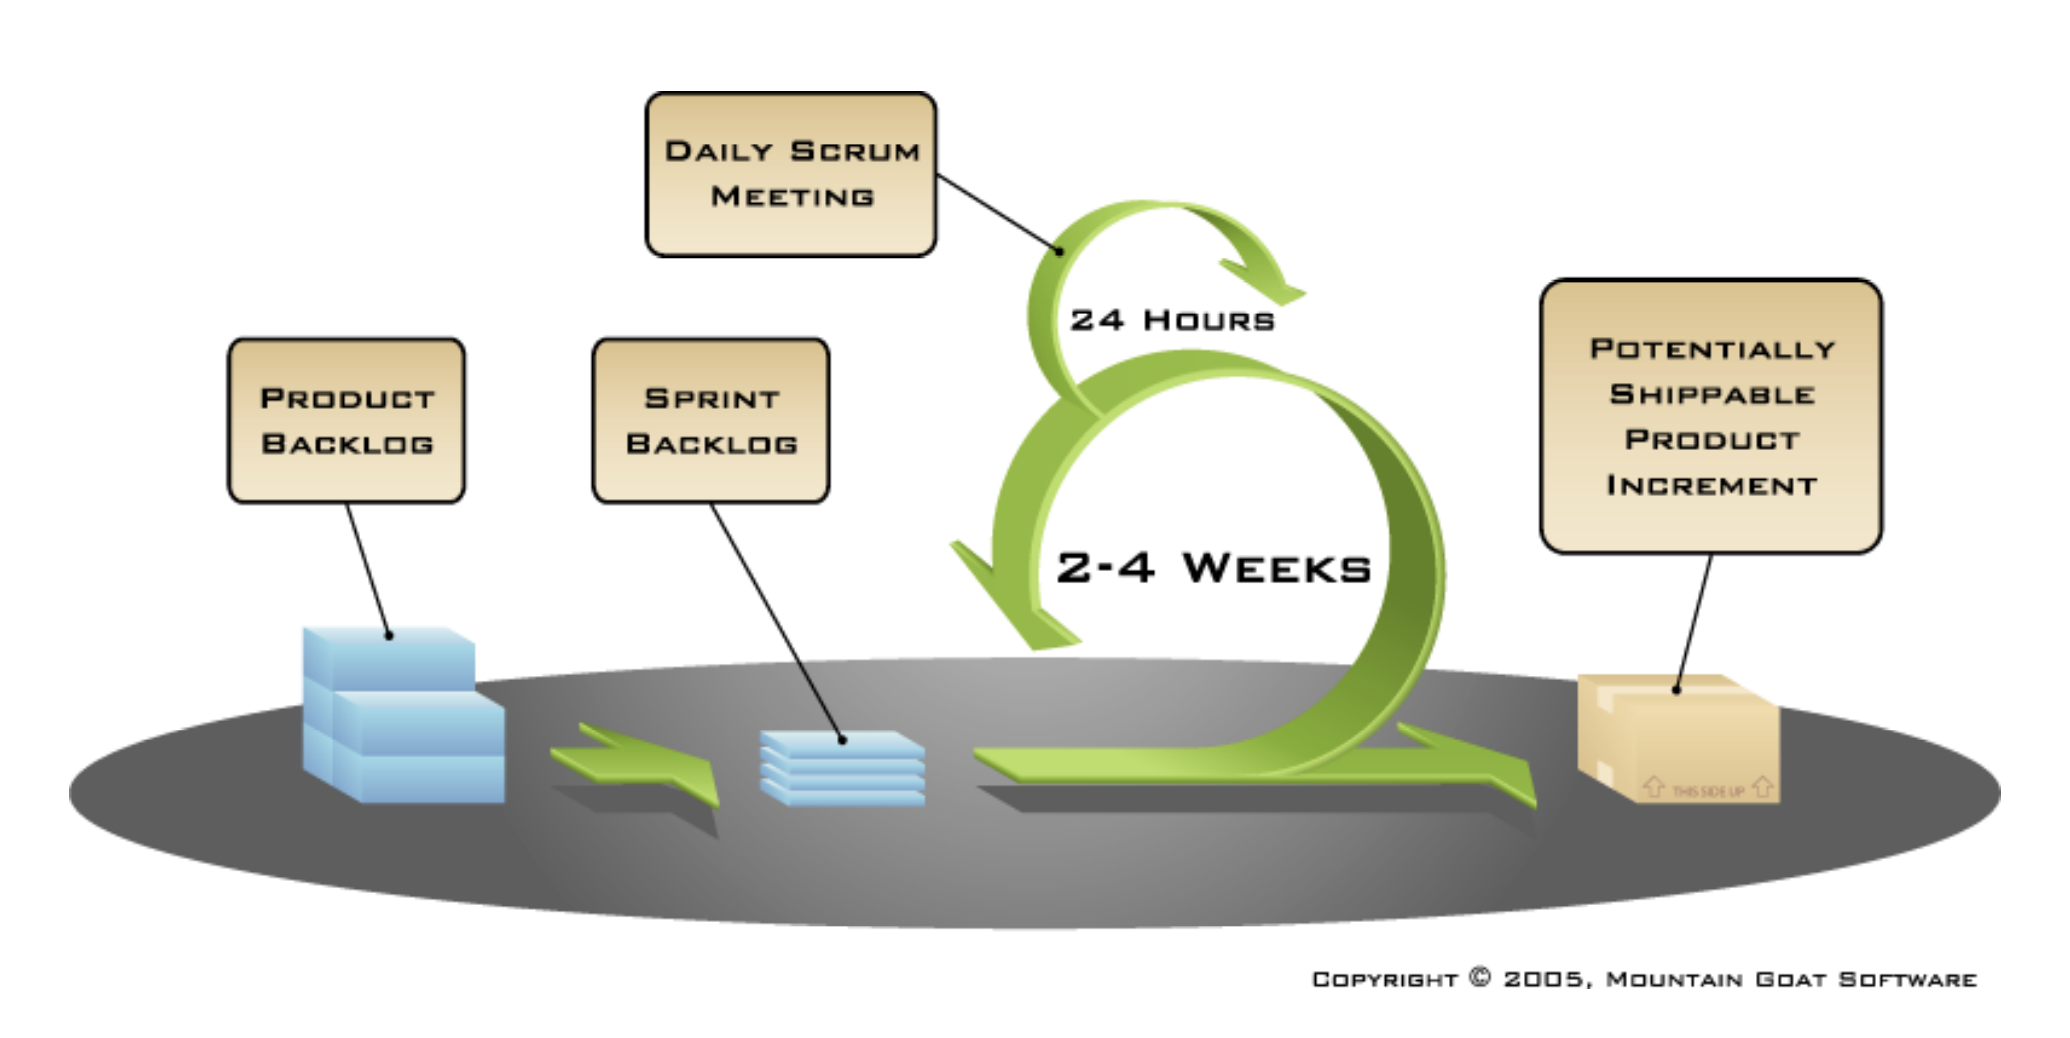 Daily Scrum
Meeting
24 Hours
Product
Backlog
Sprint
Backlog
Potentially
Shippable
Product
Increment
2-4 Weeks
THIS SIDE UP
Copyright © 2005, Mountain Goat Software